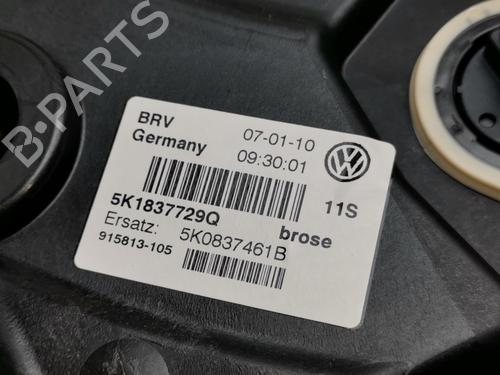 BRV
Germany
07-01-10
09:30:01
11S
5K1837729Q
brose
Ersatz: 5K0837461B
915813-105
B-PARTS